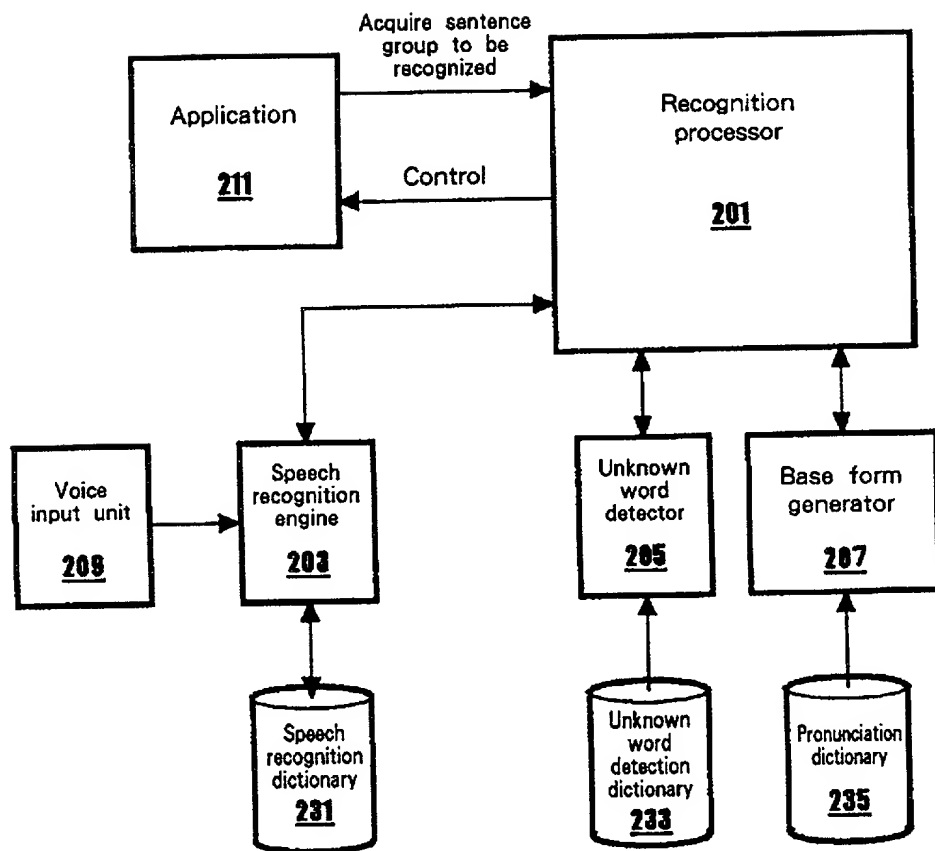 Acquire sentence
group to be
recognized
Application
211
Control
Recognition
processor
201
Voice
input unit
209
Speech
recognition
engine
203
Unknown
word
detector
205
Base form
generator
207
Speech
recognition
dictionary
231
Unknown
word
detection
dictionary
233
Pronunciation
dictionary
235